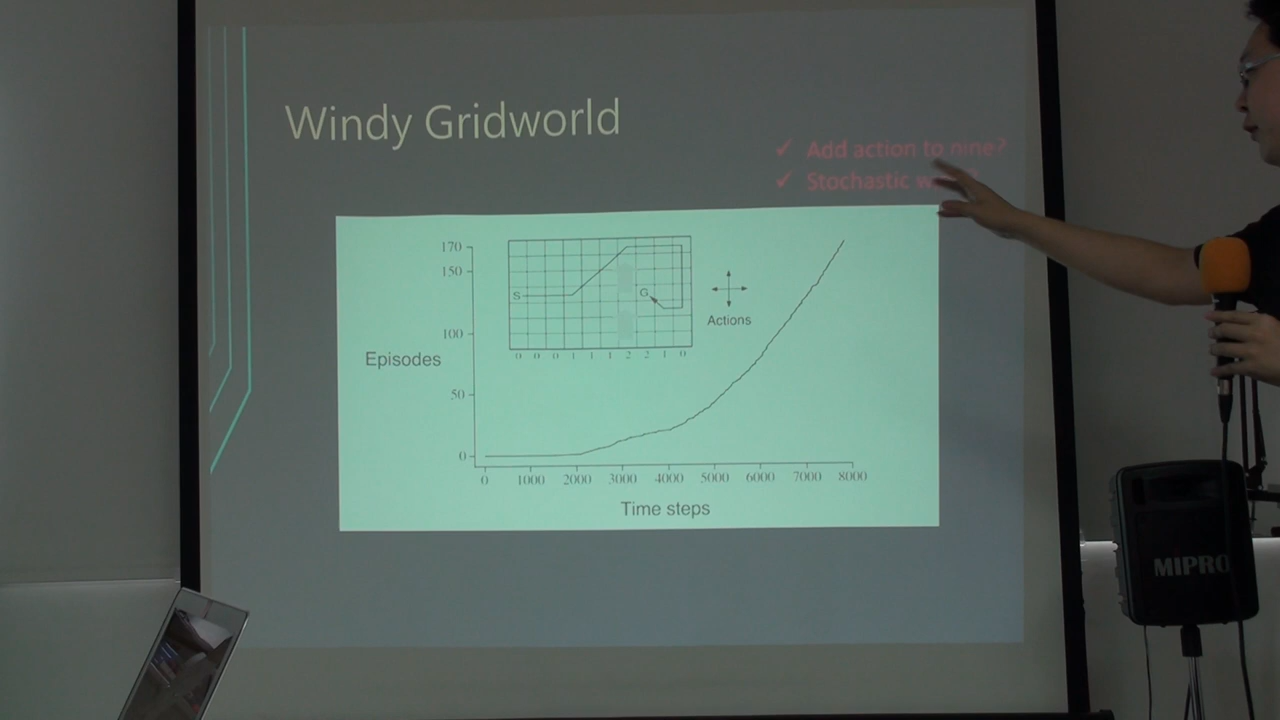 Windy Gridworld
✓ Add action to nine?
✓ Stochastic
170
150
100
50
0
Episodes
S
G
0 0 0 1 1 1 2 2 1 0
Actions
0 1000 2000 3000 4000 5000 6000 7000 8000
Time steps
MIPRO